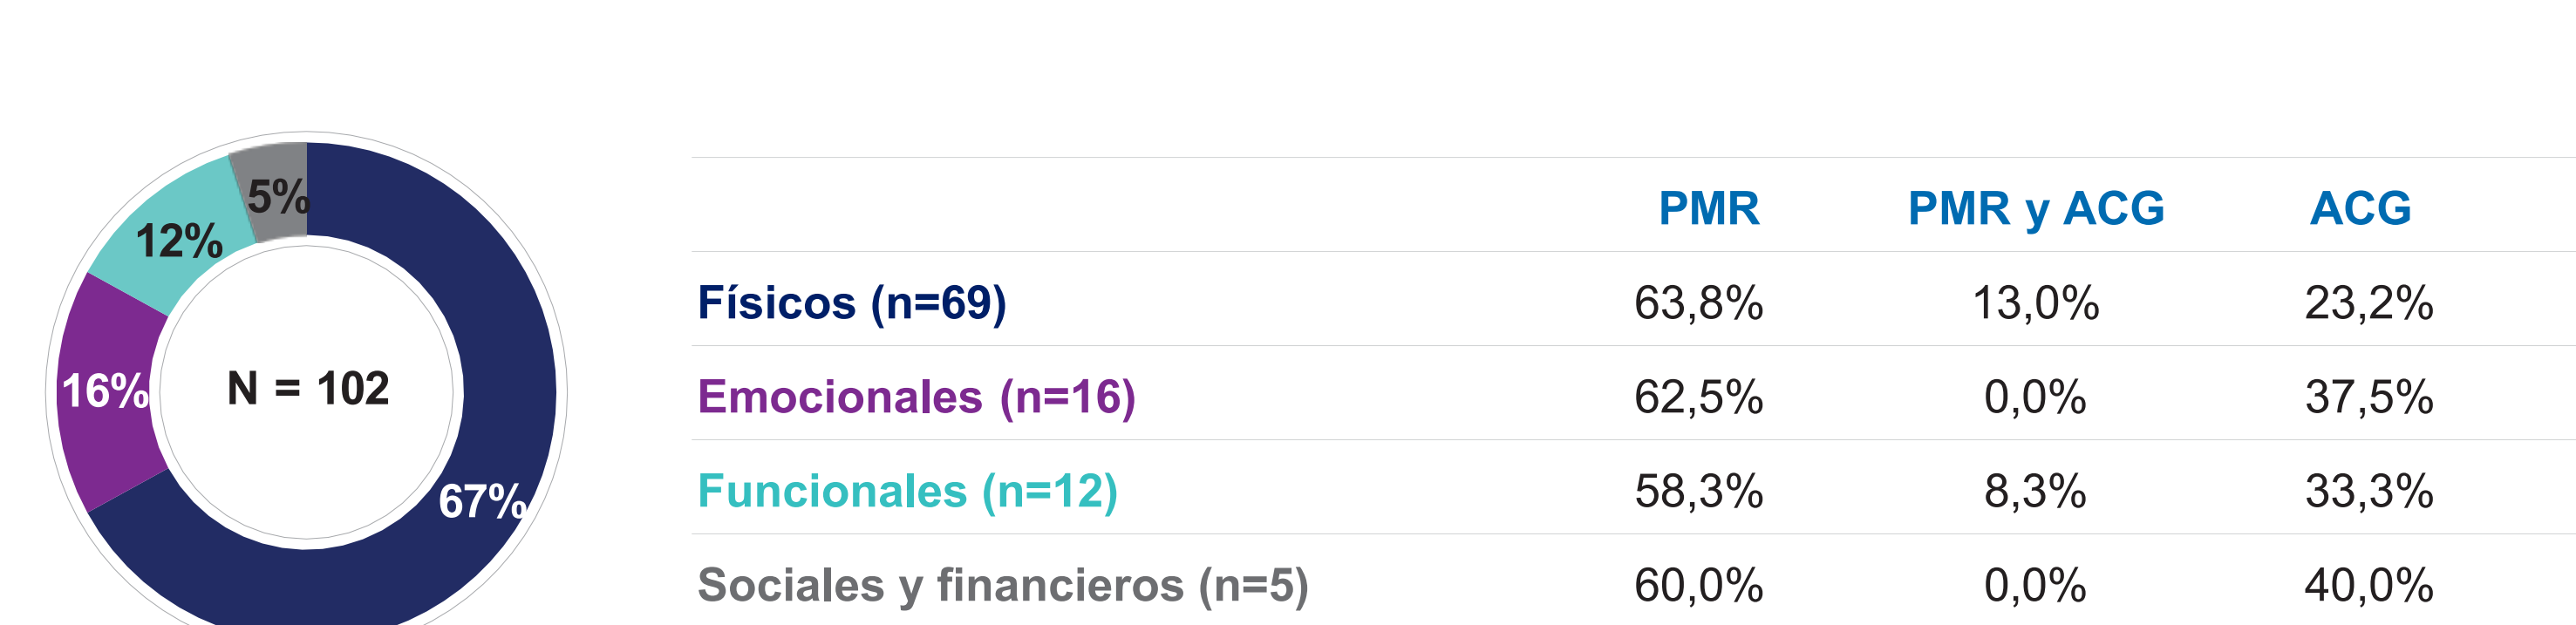 5%
12%
16%
N = 102
67%
PMR PMR y ACG ACG
Físicos (n=69) 63,8% 13,0% 23,2%
Emocionales (n=16) 62,5% 0,0% 37,5%
Funcionales (n=12) 58,3% 8,3% 33,3%
Sociales y financieros (n=5) 60,0% 0,0% 40,0%